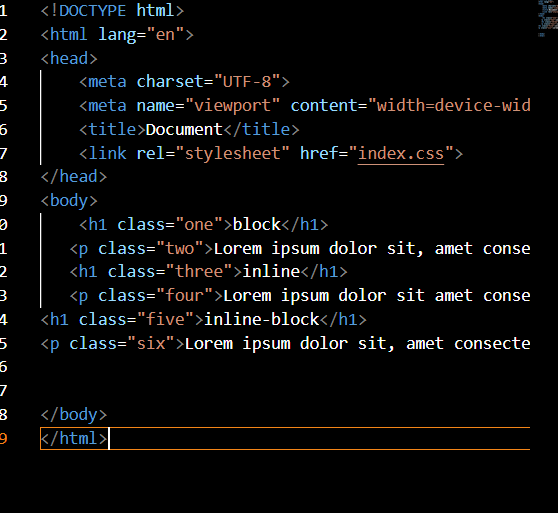 1 <!DOCTYPE html>
2 <html lang="en">
3 <head>
4     <meta charset="UTF-8">
5     <meta name="viewport" content="width=device-wid
6     <title>Document</title>
7     <link rel="stylesheet" href="index.css">
8 </head>
9 <body>
0     <h1 class="one">block</h1>
1    <p class="two">Lorem ipsum dolor sit, amet conse
2    <h1 class="three">inline</h1>
3    <p class="four">Lorem ipsum dolor sit amet conse
4 <h1 class="five">inline-block</h1>
5 <p class="six">Lorem ipsum dolor sit, amet consecte
6
7
8 </body>
9 </html>